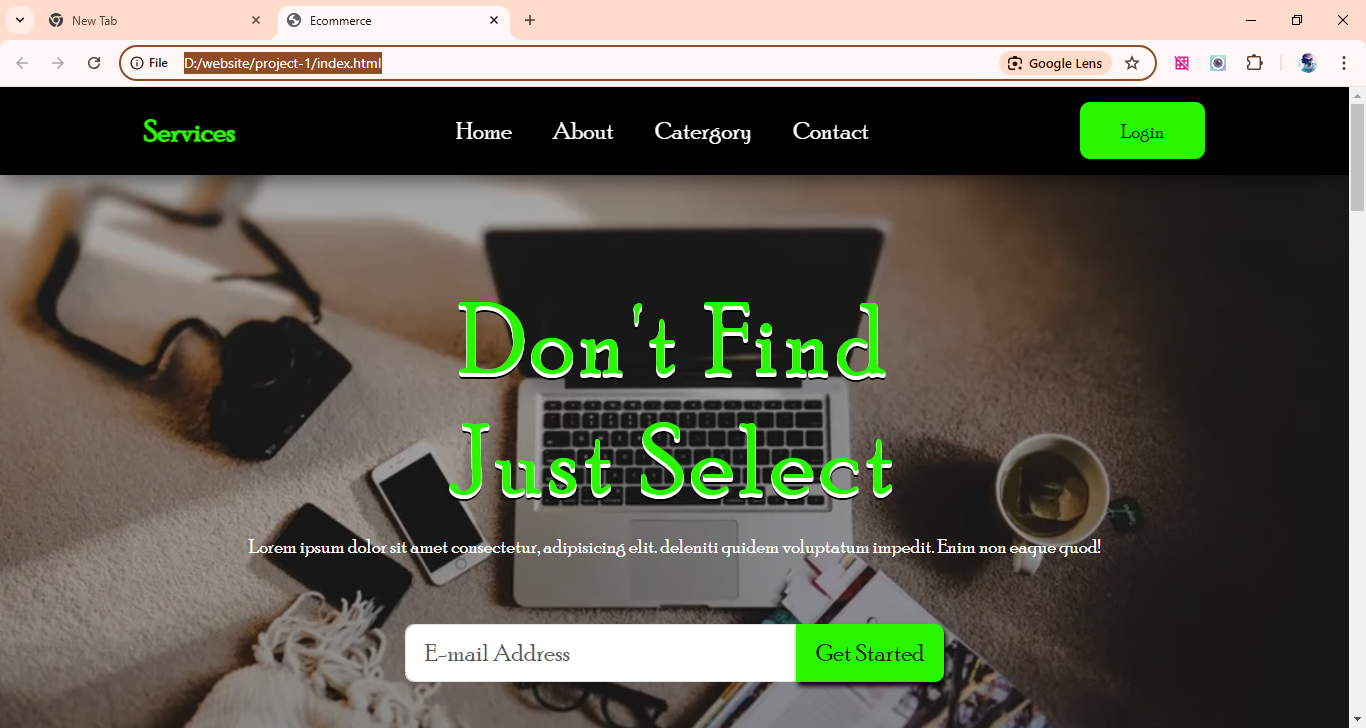 New Tab
Ecommerce
File
D:/website/project-1/index.html
Google Lens
Services
Home
About
Catergory
Contact
Login
Don't Find
Just Select
Lorem ipsum dolor sit amet consectetur, adipisicing elit. deleniti quidem voluptatum impedit. Enim non eaque quod!
E-mail Address
Get Started